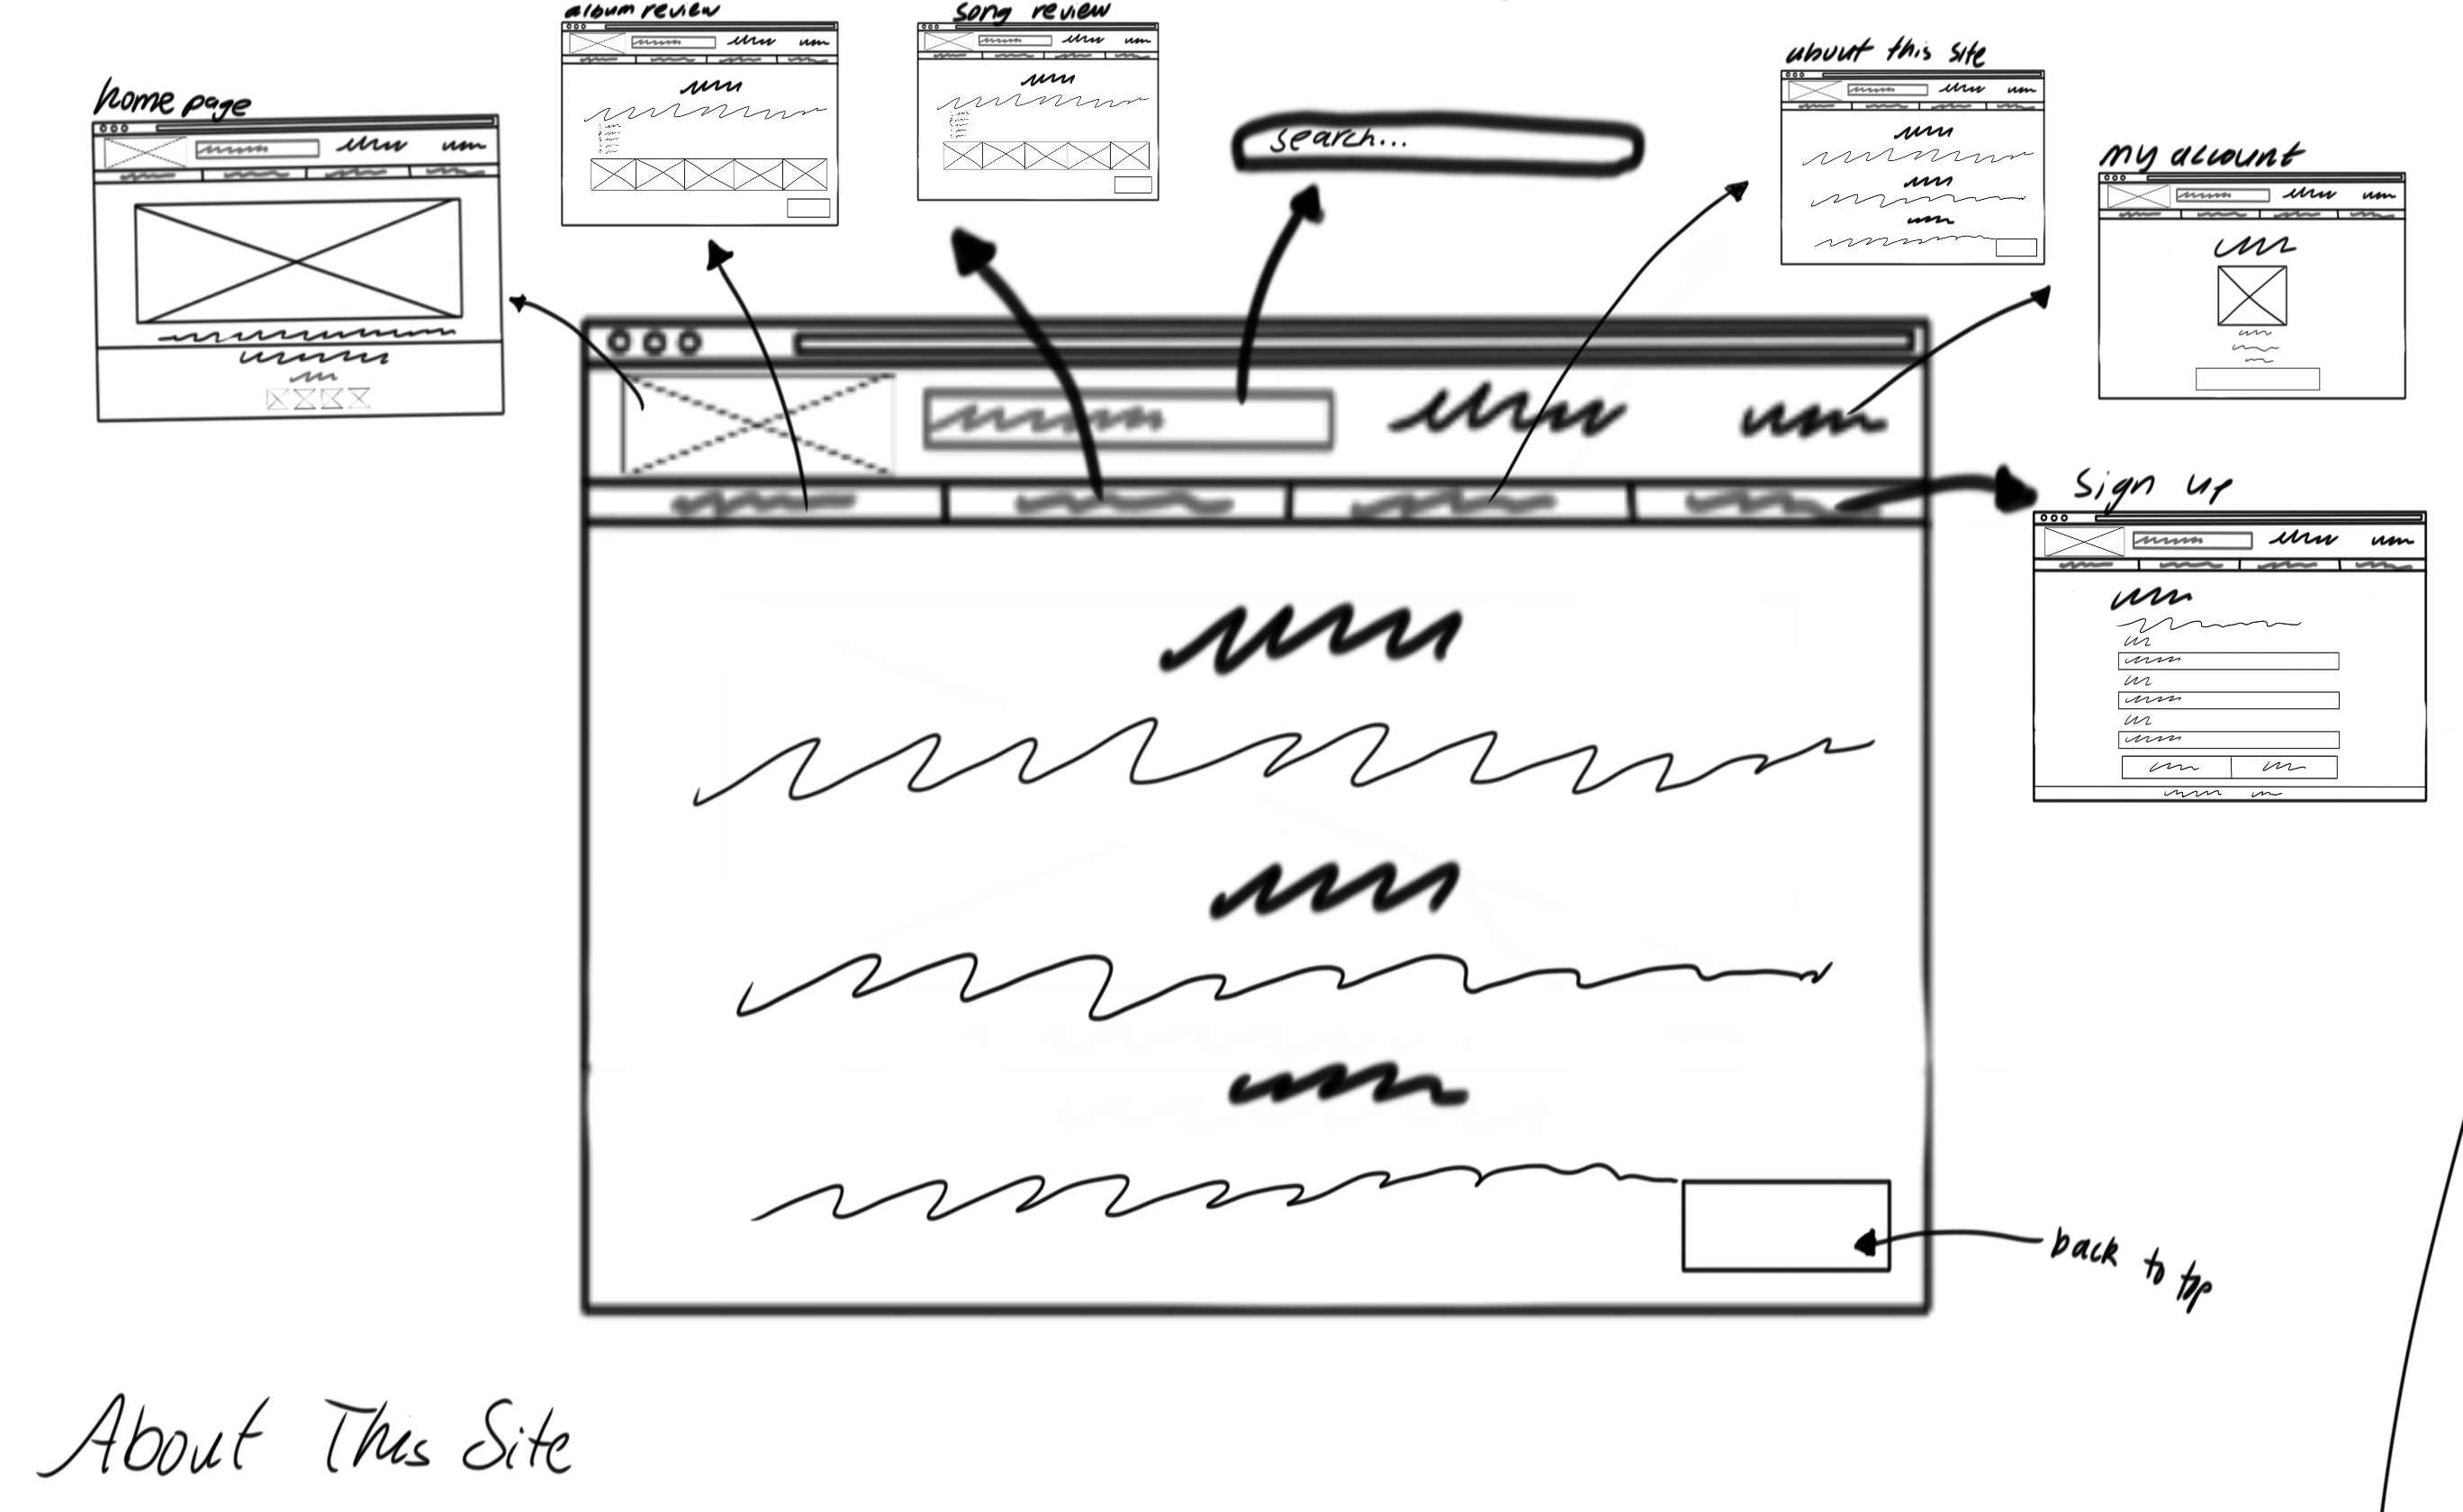 album review
song review
about this site
home page
search...
my account
sign up
back to top
About This Site